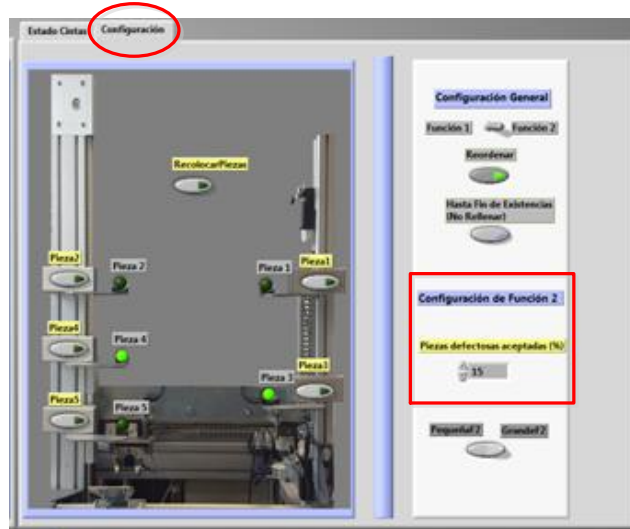 Estado Cintas
Configuración
RecolocarPiezas
Pieza2
Pieza 2
Pieza 1
Pieza1
Pieza4
Pieza 4
Pieza 3
Pieza3
Pieza5
Pieza 5
Configuración General
Función 1
Función 2
Reordenar
Hasta Fin de Existencias
(No Rellenar)
Configuración de Función 2
Piezas defectosas aceptadas (%)
15
PequeñaF2
GrandeF2